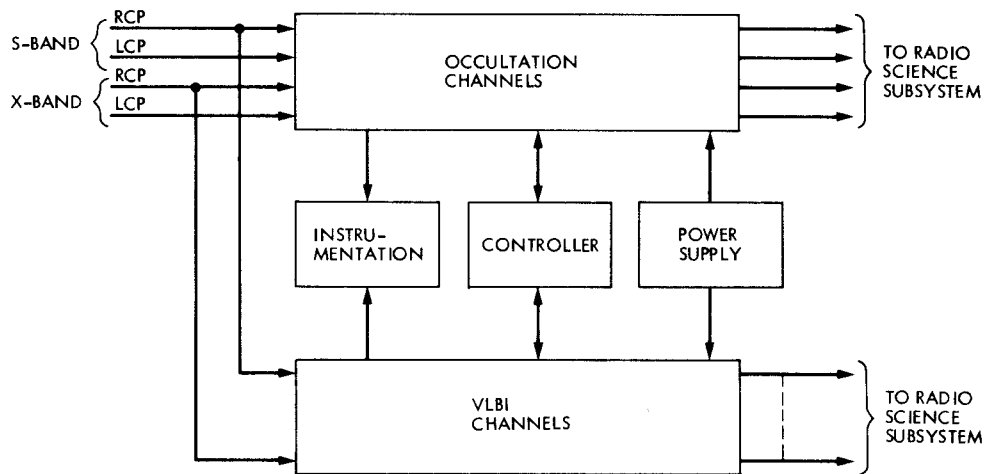 S-BAND
RCP
LCP
X-BAND
RCP
LCP
OCCULTATION
CHANNELS
TO RADIO
SCIENCE
SUBSYSTEM
INSTRU-
MENTATION
CONTROLLER
POWER
SUPPLY
VLBI
CHANNELS
TO RADIO
SCIENCE
SUBSYSTEM